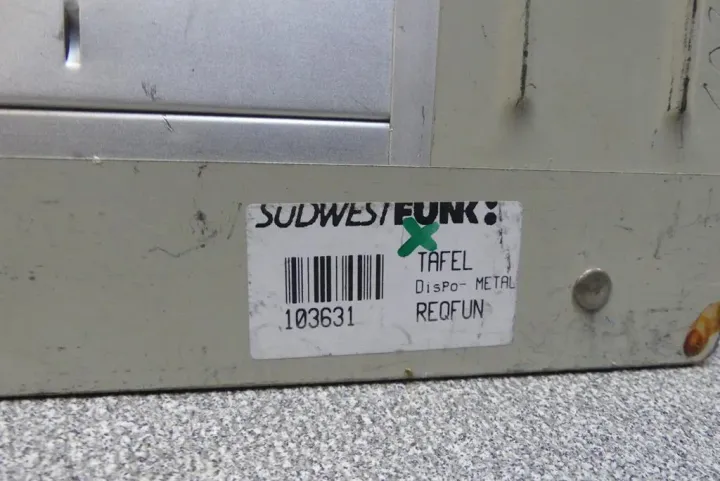 SÜDWESTFUNK:
TAFEL
DisPo- METAL
103631
REQFUN